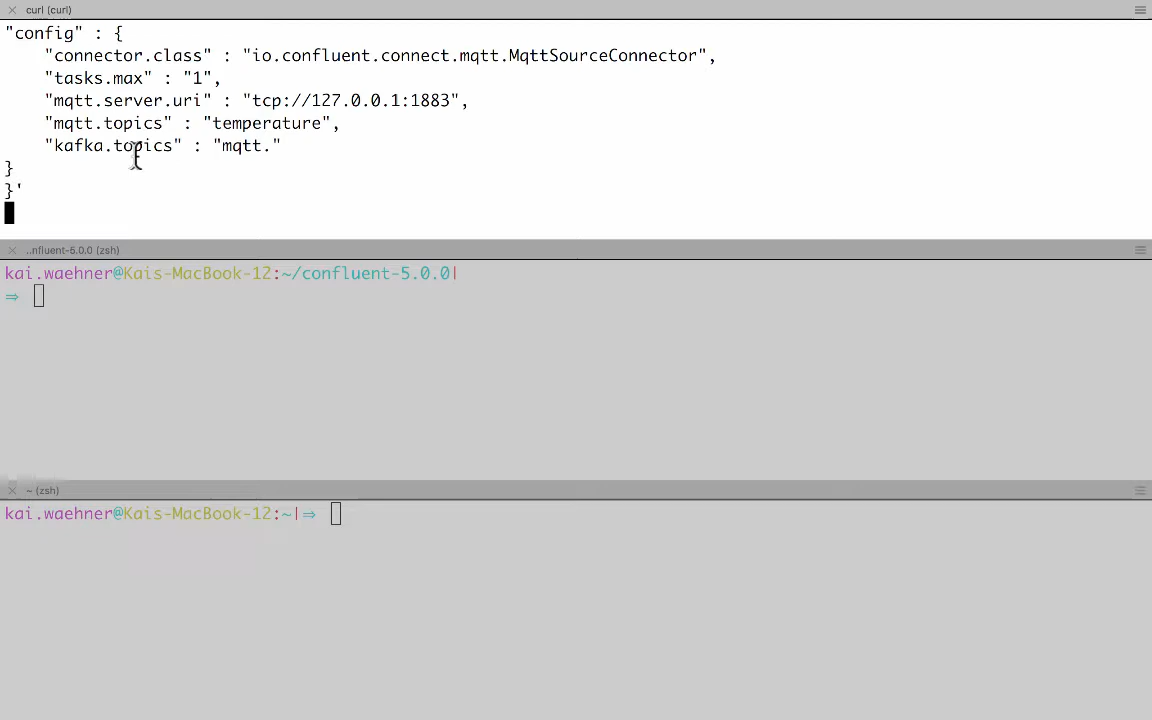 curl (curl)
"config" : {
"connector.class" : "io.confluent.connect.mqtt.MqttSourceConnector",
"tasks.max" : "1",
"mqtt.server.uri" : "tcp://127.0.0.1:1883",
"mqtt.topics" : "temperature",
"kafka.topics" : "mqtt."
}
}'
..nfluent-5.0.0 (zsh)
kai.waehner@Kais-MacBook-12:~/confluent-5.0.0|
⇒
~ (zsh)
kai.waehner@Kais-MacBook-12:~|⇒